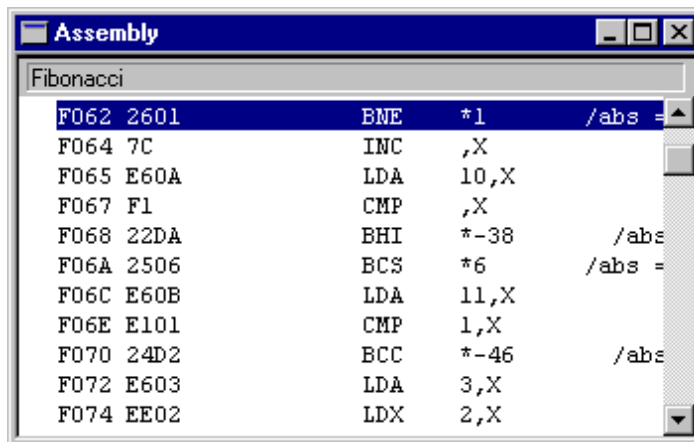 Assembly
Fibonacci
F062 2601 BNE *1 /abs =
F064 7C INC ,X
F065 E60A LDA 10,X
F067 F1 CMP ,X
F068 22DA BHI *-38 /abs
F06A 2506 BCS *6 /abs =
F06C E60B LDA 11,X
F06E E101 CMP 1,X
F070 24D2 BCC *-46 /abs
F072 E603 LDA 3,X
F074 EE02 LDX 2,X